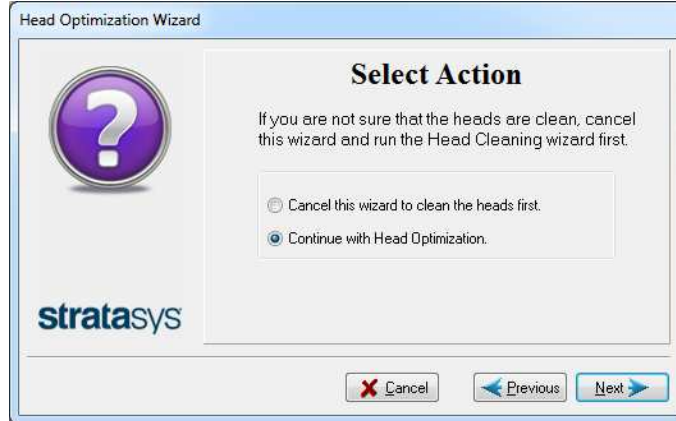 Head Optimization Wizard
Select Action
If you are not sure that the heads are clean, cancel
this wizard and run the Head Cleaning wizard first.
Cancel this wizard to clean the heads first.
Continue with Head Optimization.
stratasys
Cancel Previous Next